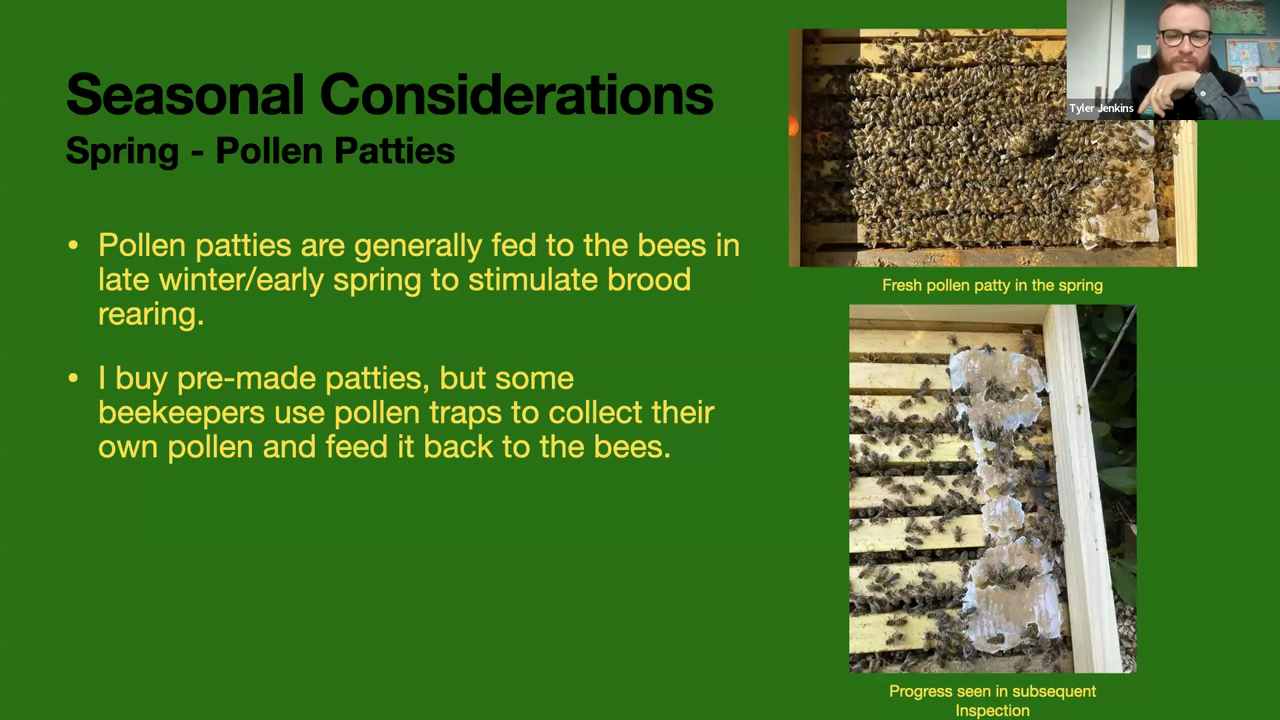 Seasonal Considerations
Spring - Pollen Patties
• Pollen patties are generally fed to the bees in
late winter/early spring to stimulate brood
rearing.
• I buy pre-made patties, but some
beekeepers use pollen traps to collect their
own pollen and feed it back to the bees.
Tyler Jenkins
Fresh pollen patty in the spring
Progress seen in subsequent
Inspection